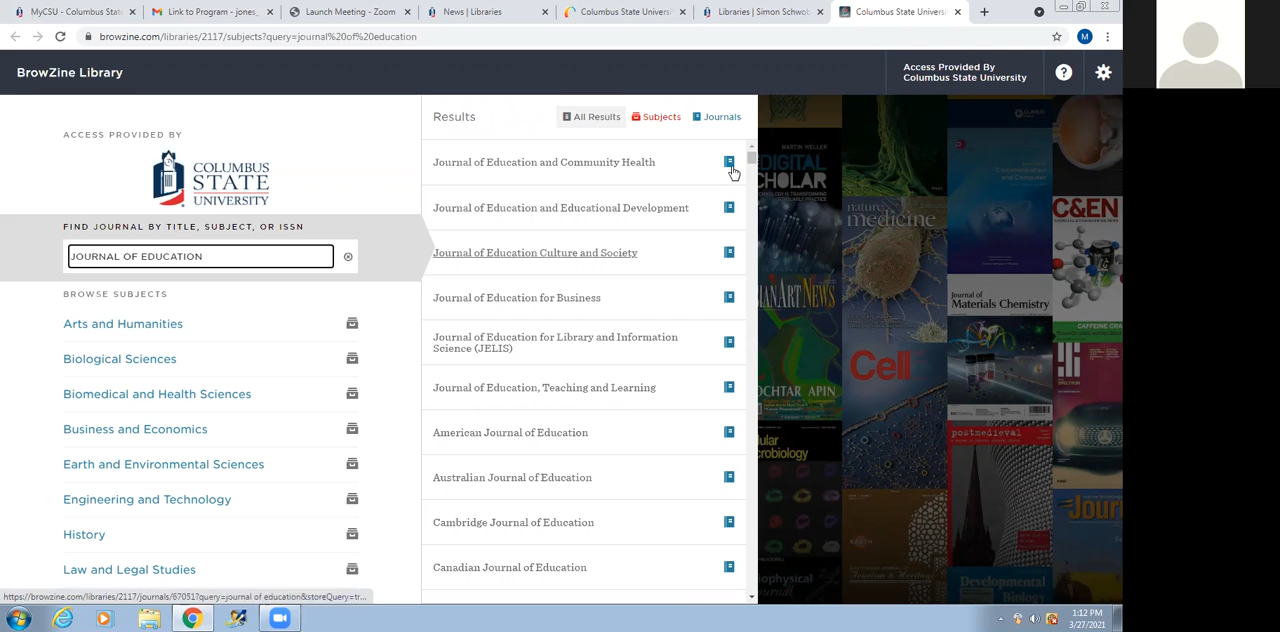 MyCSU - Columbus State
Link to Program - jones_
Launch Meeting - Zoom
News | Libraries
Columbus State Universi
Libraries | Simon Schwob
Columbus State Universi
browzine.com/libraries/2117/subjects?query=journal%20of%20education
M
BrowZine Library
Access Provided By
Columbus State University
ACCESS PROVIDED BY
COLUMBUS
STATE
UNIVERSITY
FIND JOURNAL BY TITLE, SUBJECT, OR ISSN
JOURNAL OF EDUCATION
BROWSE SUBJECTS
Arts and Humanities
Biological Sciences
Biomedical and Health Sciences
Business and Economics
Earth and Environmental Sciences
Engineering and Technology
History
Law and Legal Studies
Results
All Results
Subjects
Journals
Journal of Education and Community Health
Journal of Education and Educational Development
Journal of Education Culture and Society
Journal of Education for Business
Journal of Education for Library and Information
Science (JELIS)
Journal of Education, Teaching and Learning
American Journal of Education
Australian Journal of Education
Cambridge Journal of Education
Canadian Journal of Education
MARTIN WELLER
DIGITAL
SCHOLAR
nature
medicine
C&EN
Journal of
Materials Chemistry
Cell
postmedieval
Developmental
Biology
https://browzine.com/libraries/2117/journals/67051?query=journal of education&storeQuery=tr...
1:12 PM
3/27/2021